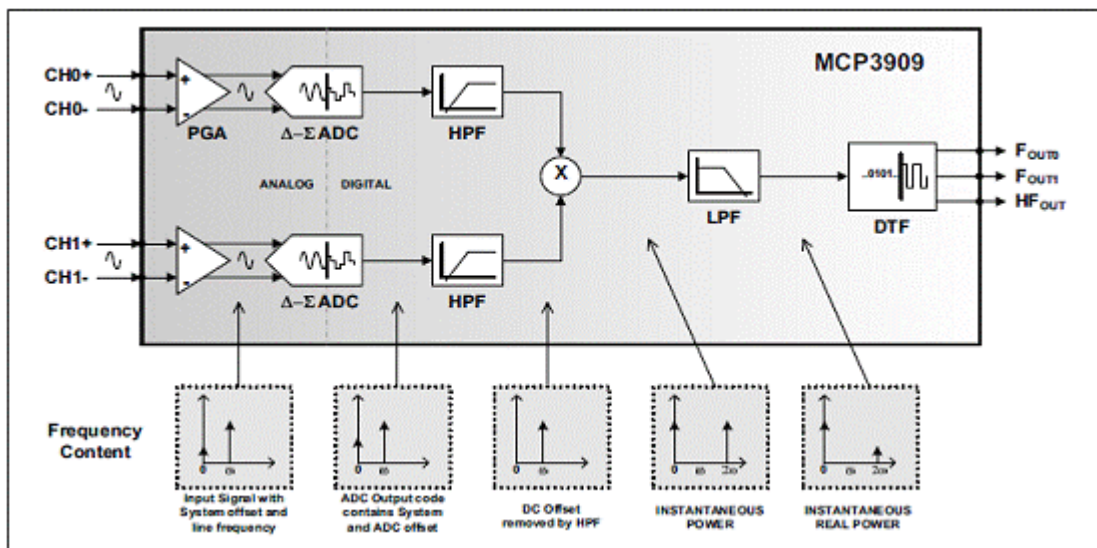 MCP3909
CH0+
CH0-
+
-
PGA
Δ–Σ ADC
HPF
ANALOG
DIGITAL
X
LPF
...0101...
DTF
FOUT0
FOUT1
HFOUT
CH1+
CH1-
+
-
Δ–Σ ADC
HPF
Frequency
Content
0 ω
0 ω
0 ω
0 ω 2ω
0 ω 2ω
Input Signal with
System offset and
line frequency
ADC Output code
contains System
and ADC offset
DC Offset
removed by HPF
INSTANTANEOUS
POWER
INSTANTANEOUS
REAL POWER